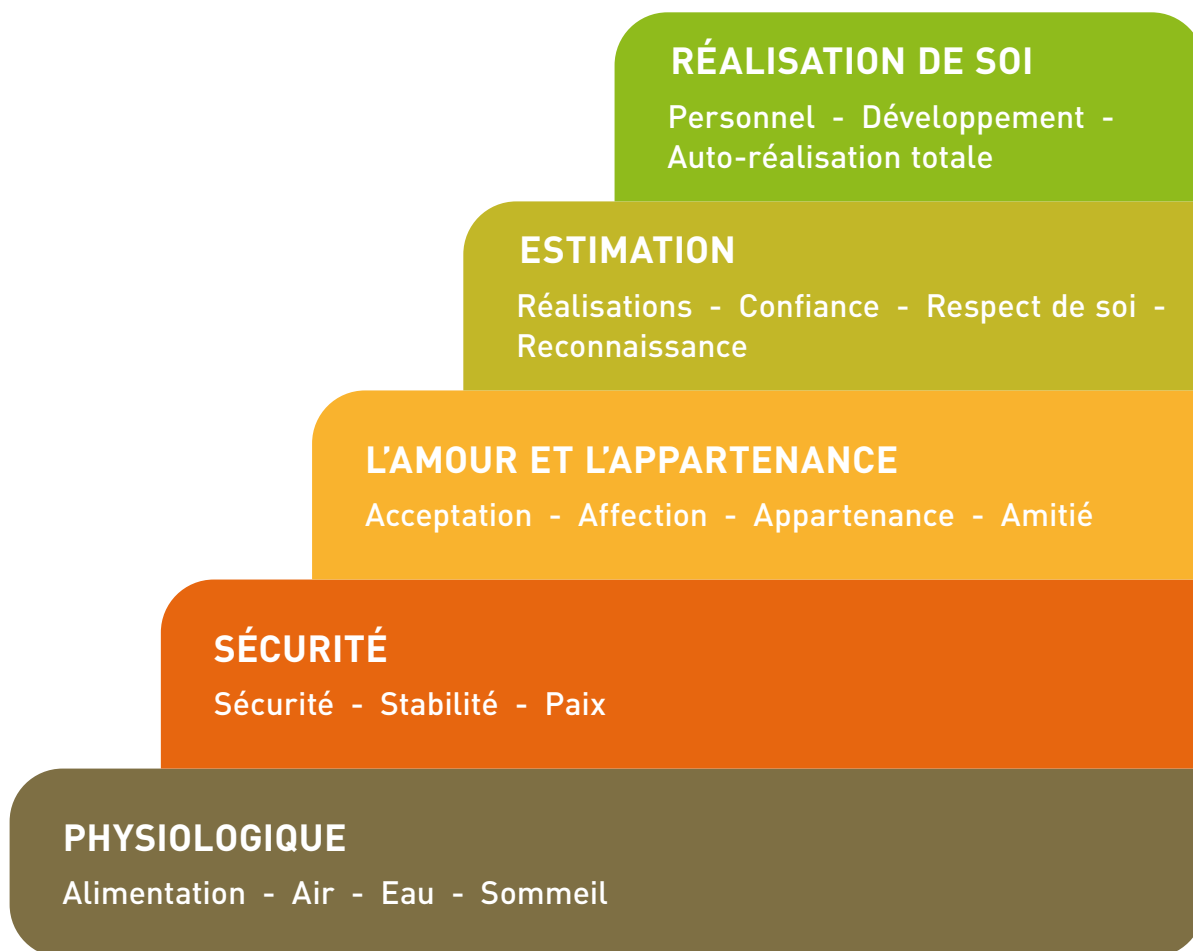 RÉALISATION DE SOI
Personnel - Développement -
Auto-réalisation totale
ESTIMATION
Réalisations - Confiance - Respect de soi -
Reconnaissance
L’AMOUR ET L’APPARTENANCE
Acceptation - Affection - Appartenance - Amitié
SÉCURITÉ
Sécurité - Stabilité - Paix
PHYSIOLOGIQUE
Alimentation - Air - Eau - Sommeil